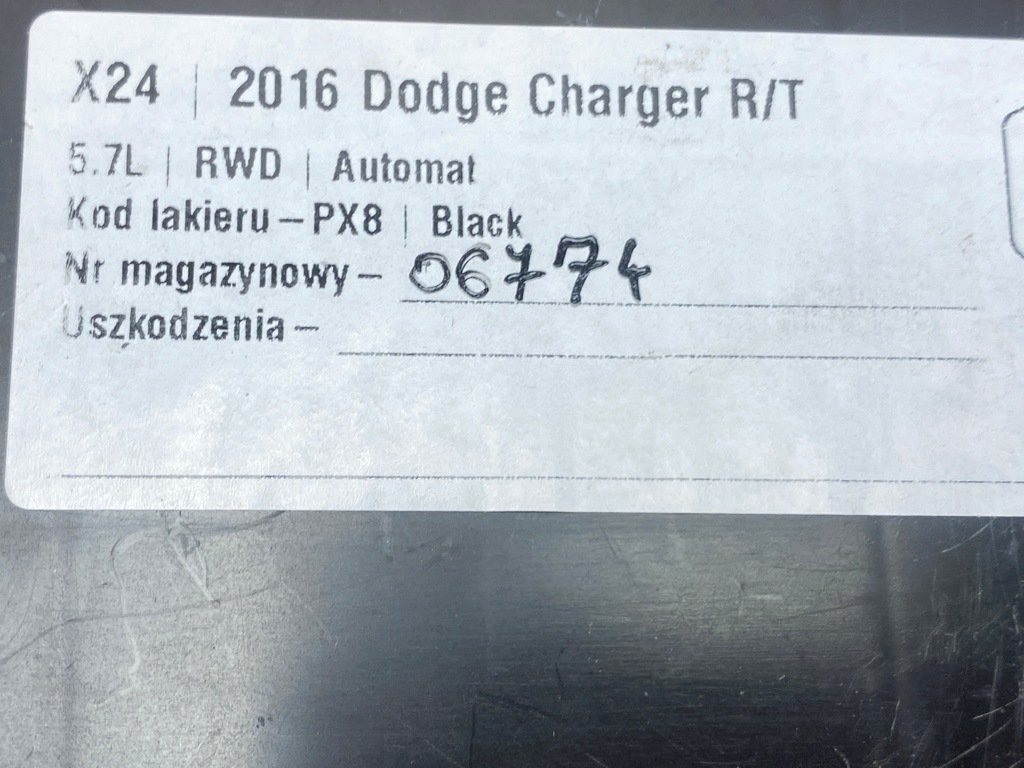 X24 | 2016 Dodge Charger R/T
5.7L | RWD | Automat
Kod lakieru – PX8 | Black
Nr magazynowy – 06774
Uszkodzenia –